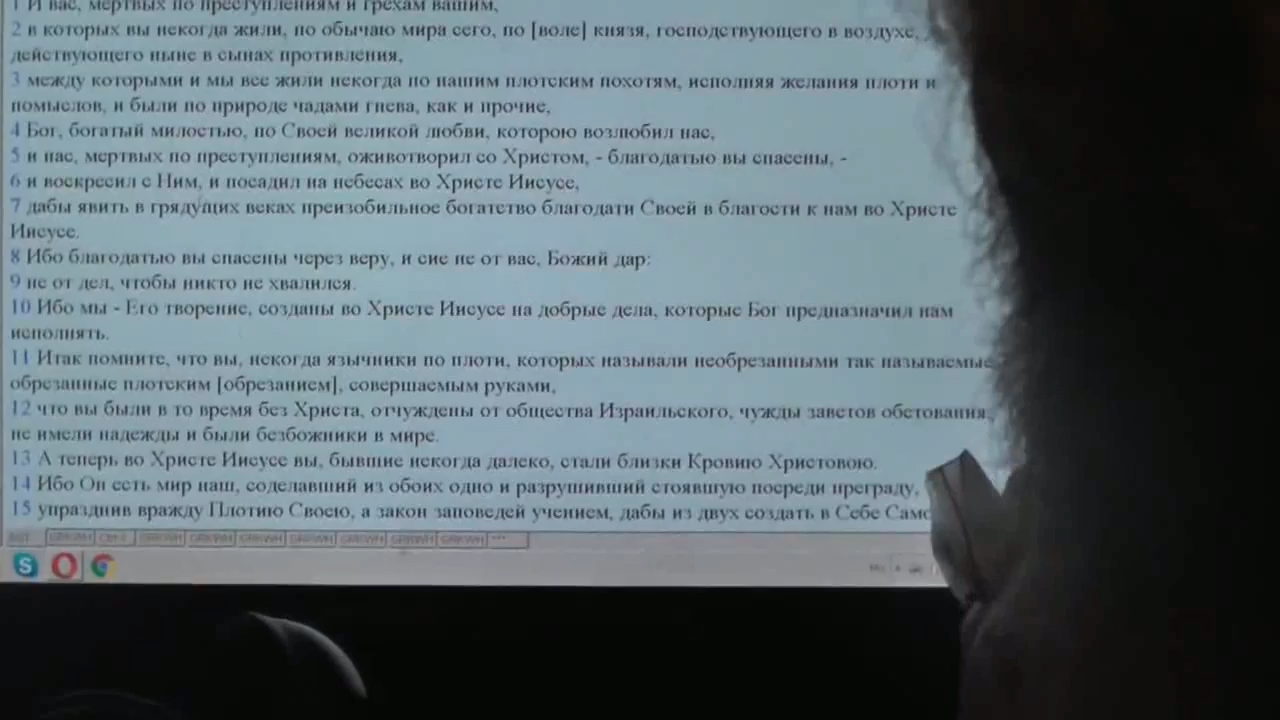 1 И вас, мертвых по преступлениям и грехам вашим,
2 в которых вы некогда жили, по обычаю мира сего, по [воле] князя, господствующего в воздухе,
действующего ныне в сынах противления,
3 между которыми и мы все жили некогда по нашим плотским похотям, исполняя желания плоти и
помыслов, и были по природе чадами гнева, как и прочие,
4 Бог, богатый милостью, по Своей великой любви, которою возлюбил нас,
5 и нас, мертвых по преступлениям, оживотворил со Христом, - благодатью вы спасены, -
6 и воскресил с Ним, и посадил на небесах во Христе Иисусе,
7 дабы явить в грядущих веках преизобильное богатство благодати Своей в благости к нам во Христе
Иисусе.
8 Ибо благодатью вы спасены через веру, и сие не от вас, Божий дар:
9 не от дел, чтобы никто не хвалился.
10 Ибо мы - Его творение, созданы во Христе Иисусе на добрые дела, которые Бог предназначил нам
исполнять.
11 Итак помните, что вы, некогда язычники по плоти, которых называли необрезанными так называемые
обрезанные плотским [обрезанием], совершаемым руками,
12 что вы были в то время без Христа, отчуждены от общества Израильского, чужды заветов обетования,
не имели надежды и были безбожники в мире.
13 А теперь во Христе Иисусе вы, бывшие некогда далеко, стали близки Кровию Христовою.
14 Ибо Он есть мир наш, соделавший из обоих одно и разрушивший стоявшую посреди преграду,
15 упразднив вражду Плотию Своею, а закон заповедей учением, дабы из двух создать в Себе Само